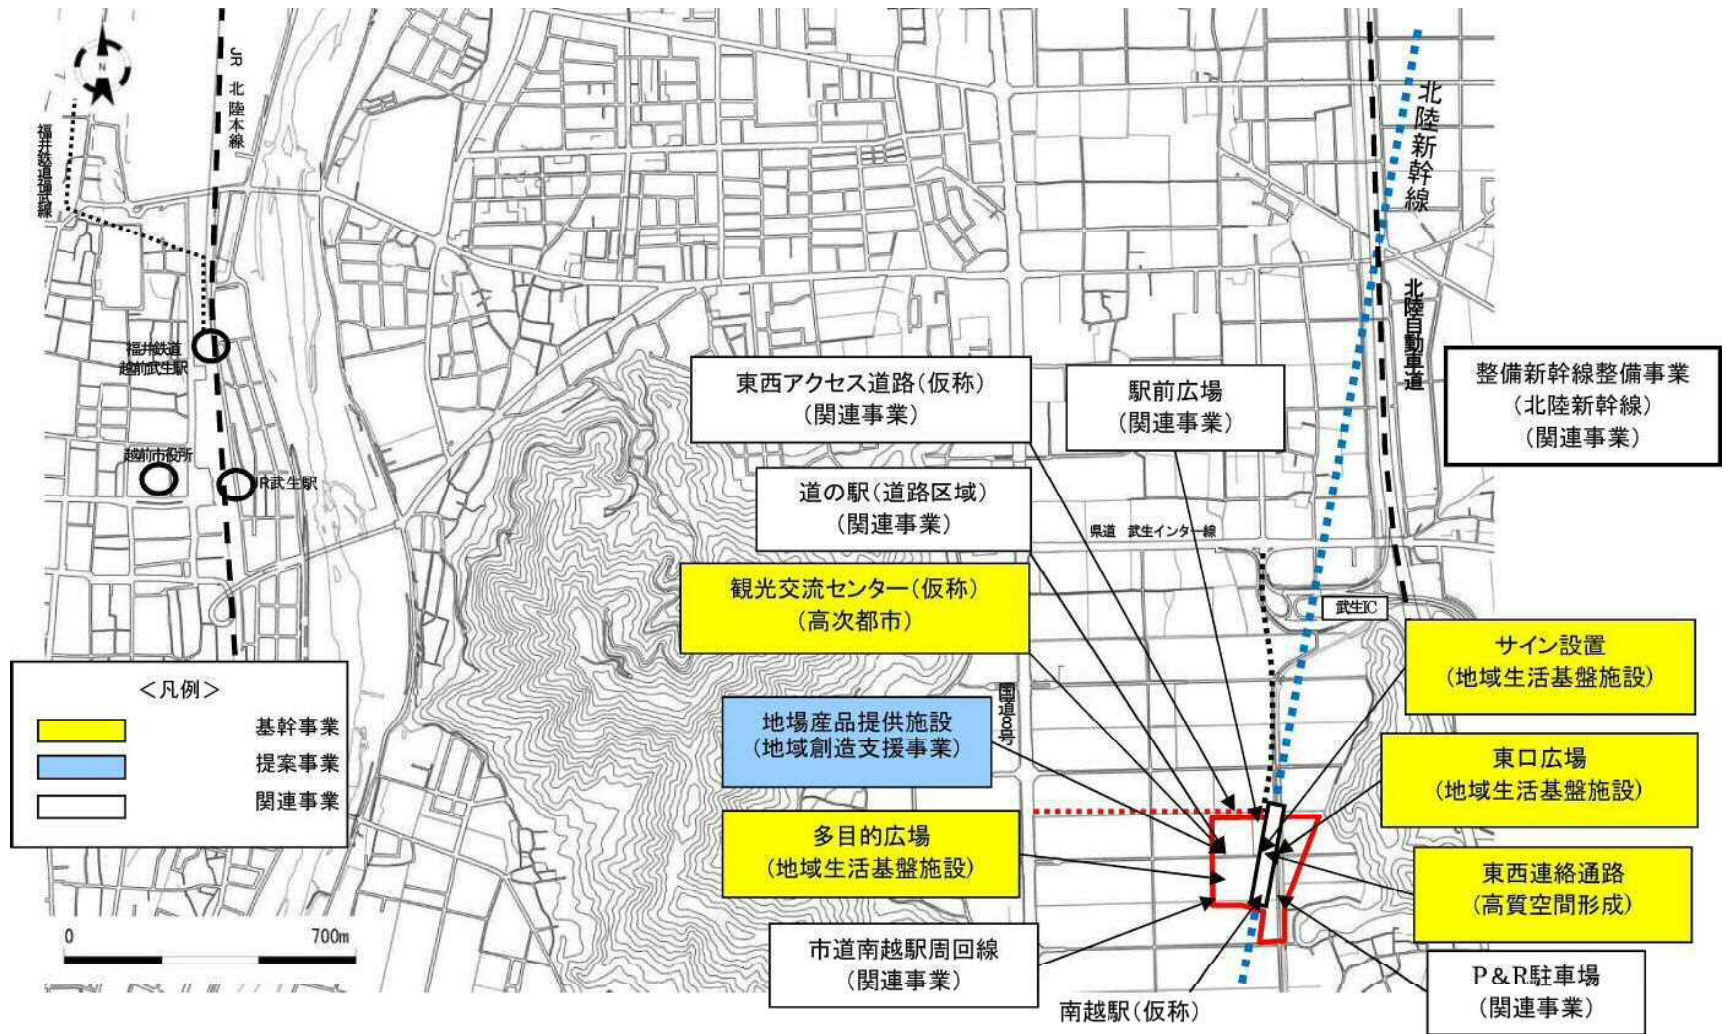 N
JR 北陸本線
福井鉄道福武線
北陸新幹線
北陸自動車道
福井鉄道
越前武生駅
越前市役所
JR武生駅
東西アクセス道路(仮称)
(関連事業)
駅前広場
(関連事業)
整備新幹線整備事業
(北陸新幹線)
(関連事業)
道の駅(道路区域)
(関連事業)
県道 武生インター線
観光交流センター(仮称)
(高次都市)
武生IC
サイン設置
(地域生活基盤施設)
<凡例>
基幹事業
提案事業
関連事業
国道8号
地場産品提供施設
(地域創造支援事業)
東口広場
(地域生活基盤施設)
多目的広場
(地域生活基盤施設)
東西連絡通路
(高質空間形成)
0 700m
市道南越駅周回線
(関連事業)
P&R駐車場
(関連事業)
南越駅(仮称)